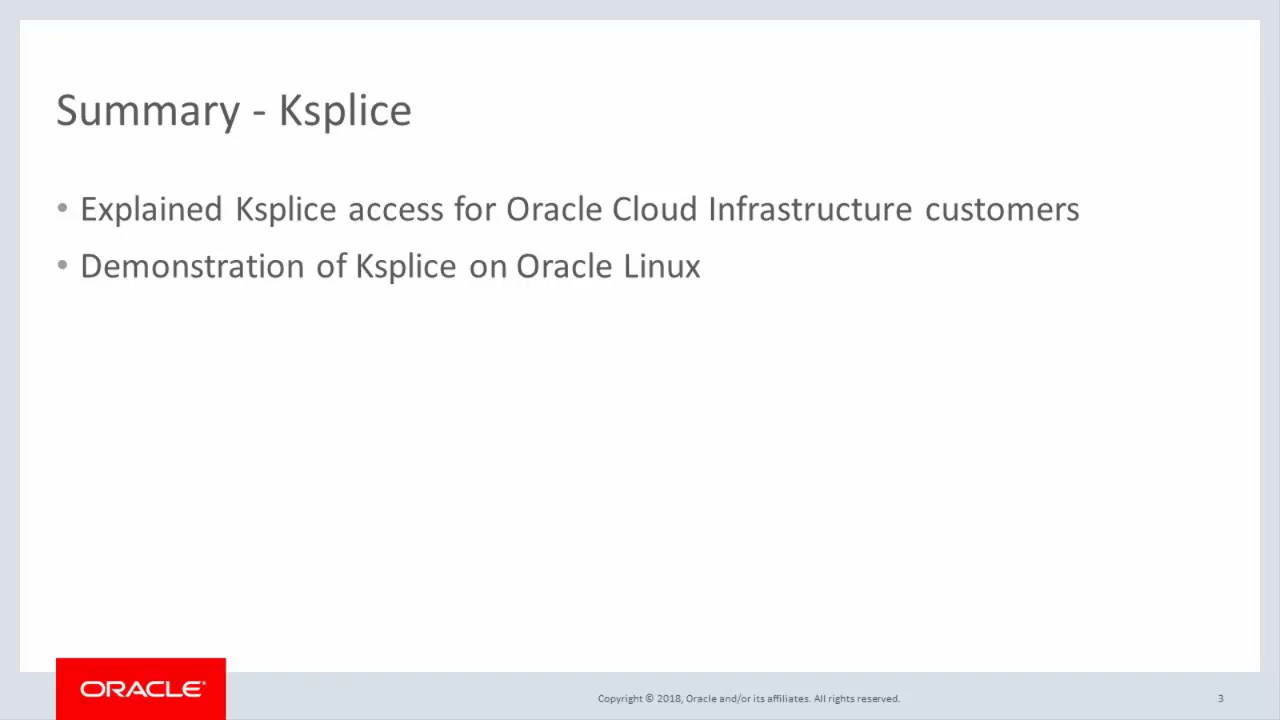 Summary - Ksplice
• Explained Ksplice access for Oracle Cloud Infrastructure customers
• Demonstration of Ksplice on Oracle Linux
ORACLE®
Copyright © 2018, Oracle and/or its affiliates. All rights reserved.
3